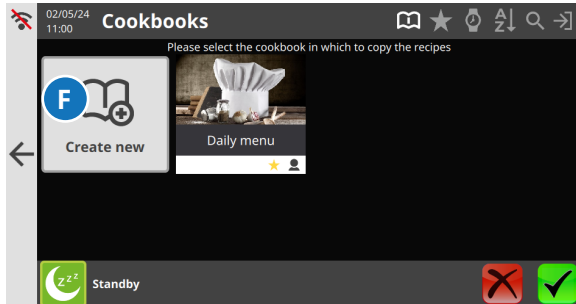 02/05/24
11:00
Cookbooks
A
Z
Please select the cookbook in which to copy the recipes
F
Create new
Daily menu
zzz
Standby